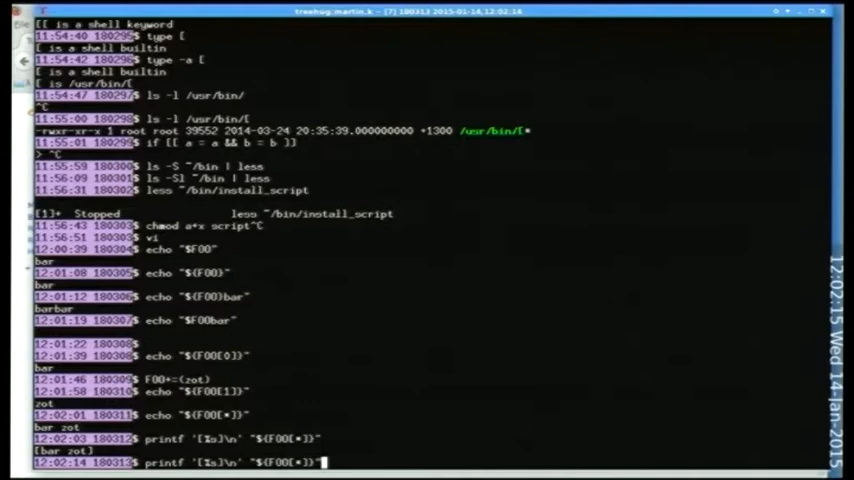 treehug:martin.k - [7] 180313 2015-01-14,12:02:14
[[ is a shell keyword
11:54:40 180295$ type [
[ is a shell builtin
11:54:42 180296$ type -a [
[ is a shell builtin
[ is /usr/bin/[
11:54:47 180297$ ls -l /usr/bin/
^C
11:55:00 180298$ ls -l /usr/bin/[
-rwxr-xr-x 1 root root 39552 2014-03-24 20:35:39.000000000 +1300 /usr/bin/[*
11:55:01 180299$ if [[ a = a && b = b ]]
> ^C
11:55:59 180300$ ls -S ~/bin | less
11:56:09 180301$ ls -Sl ~/bin | less
11:56:31 180302$ less ~/bin/install_script
[1]+  Stopped                 less ~/bin/install_script
11:56:43 180303$ chmod a+x script^C
11:56:51 180303$ vi
12:00:39 180304$ echo "$FOO"
bar
12:01:08 180305$ echo "${FOO}"
bar
12:01:12 180306$ echo "${FOO}bar"
barbar
12:01:19 180307$ echo "$FOObar"
12:01:22 180308$
12:01:39 180308$ echo "${FOO[0]}"
bar
12:01:46 180309$ FOO+=(zot)
12:01:58 180310$ echo "${FOO[1]}"
zot
12:02:01 180311$ echo "${FOO[*]}"
bar zot
12:02:03 180312$ printf '[%s]\n' "${FOO[*]}"
[bar zot]
12:02:14 180313$ printf '[%s]\n' "${FOO[*]}"
12:02:15 Wed 14-Jan-2015